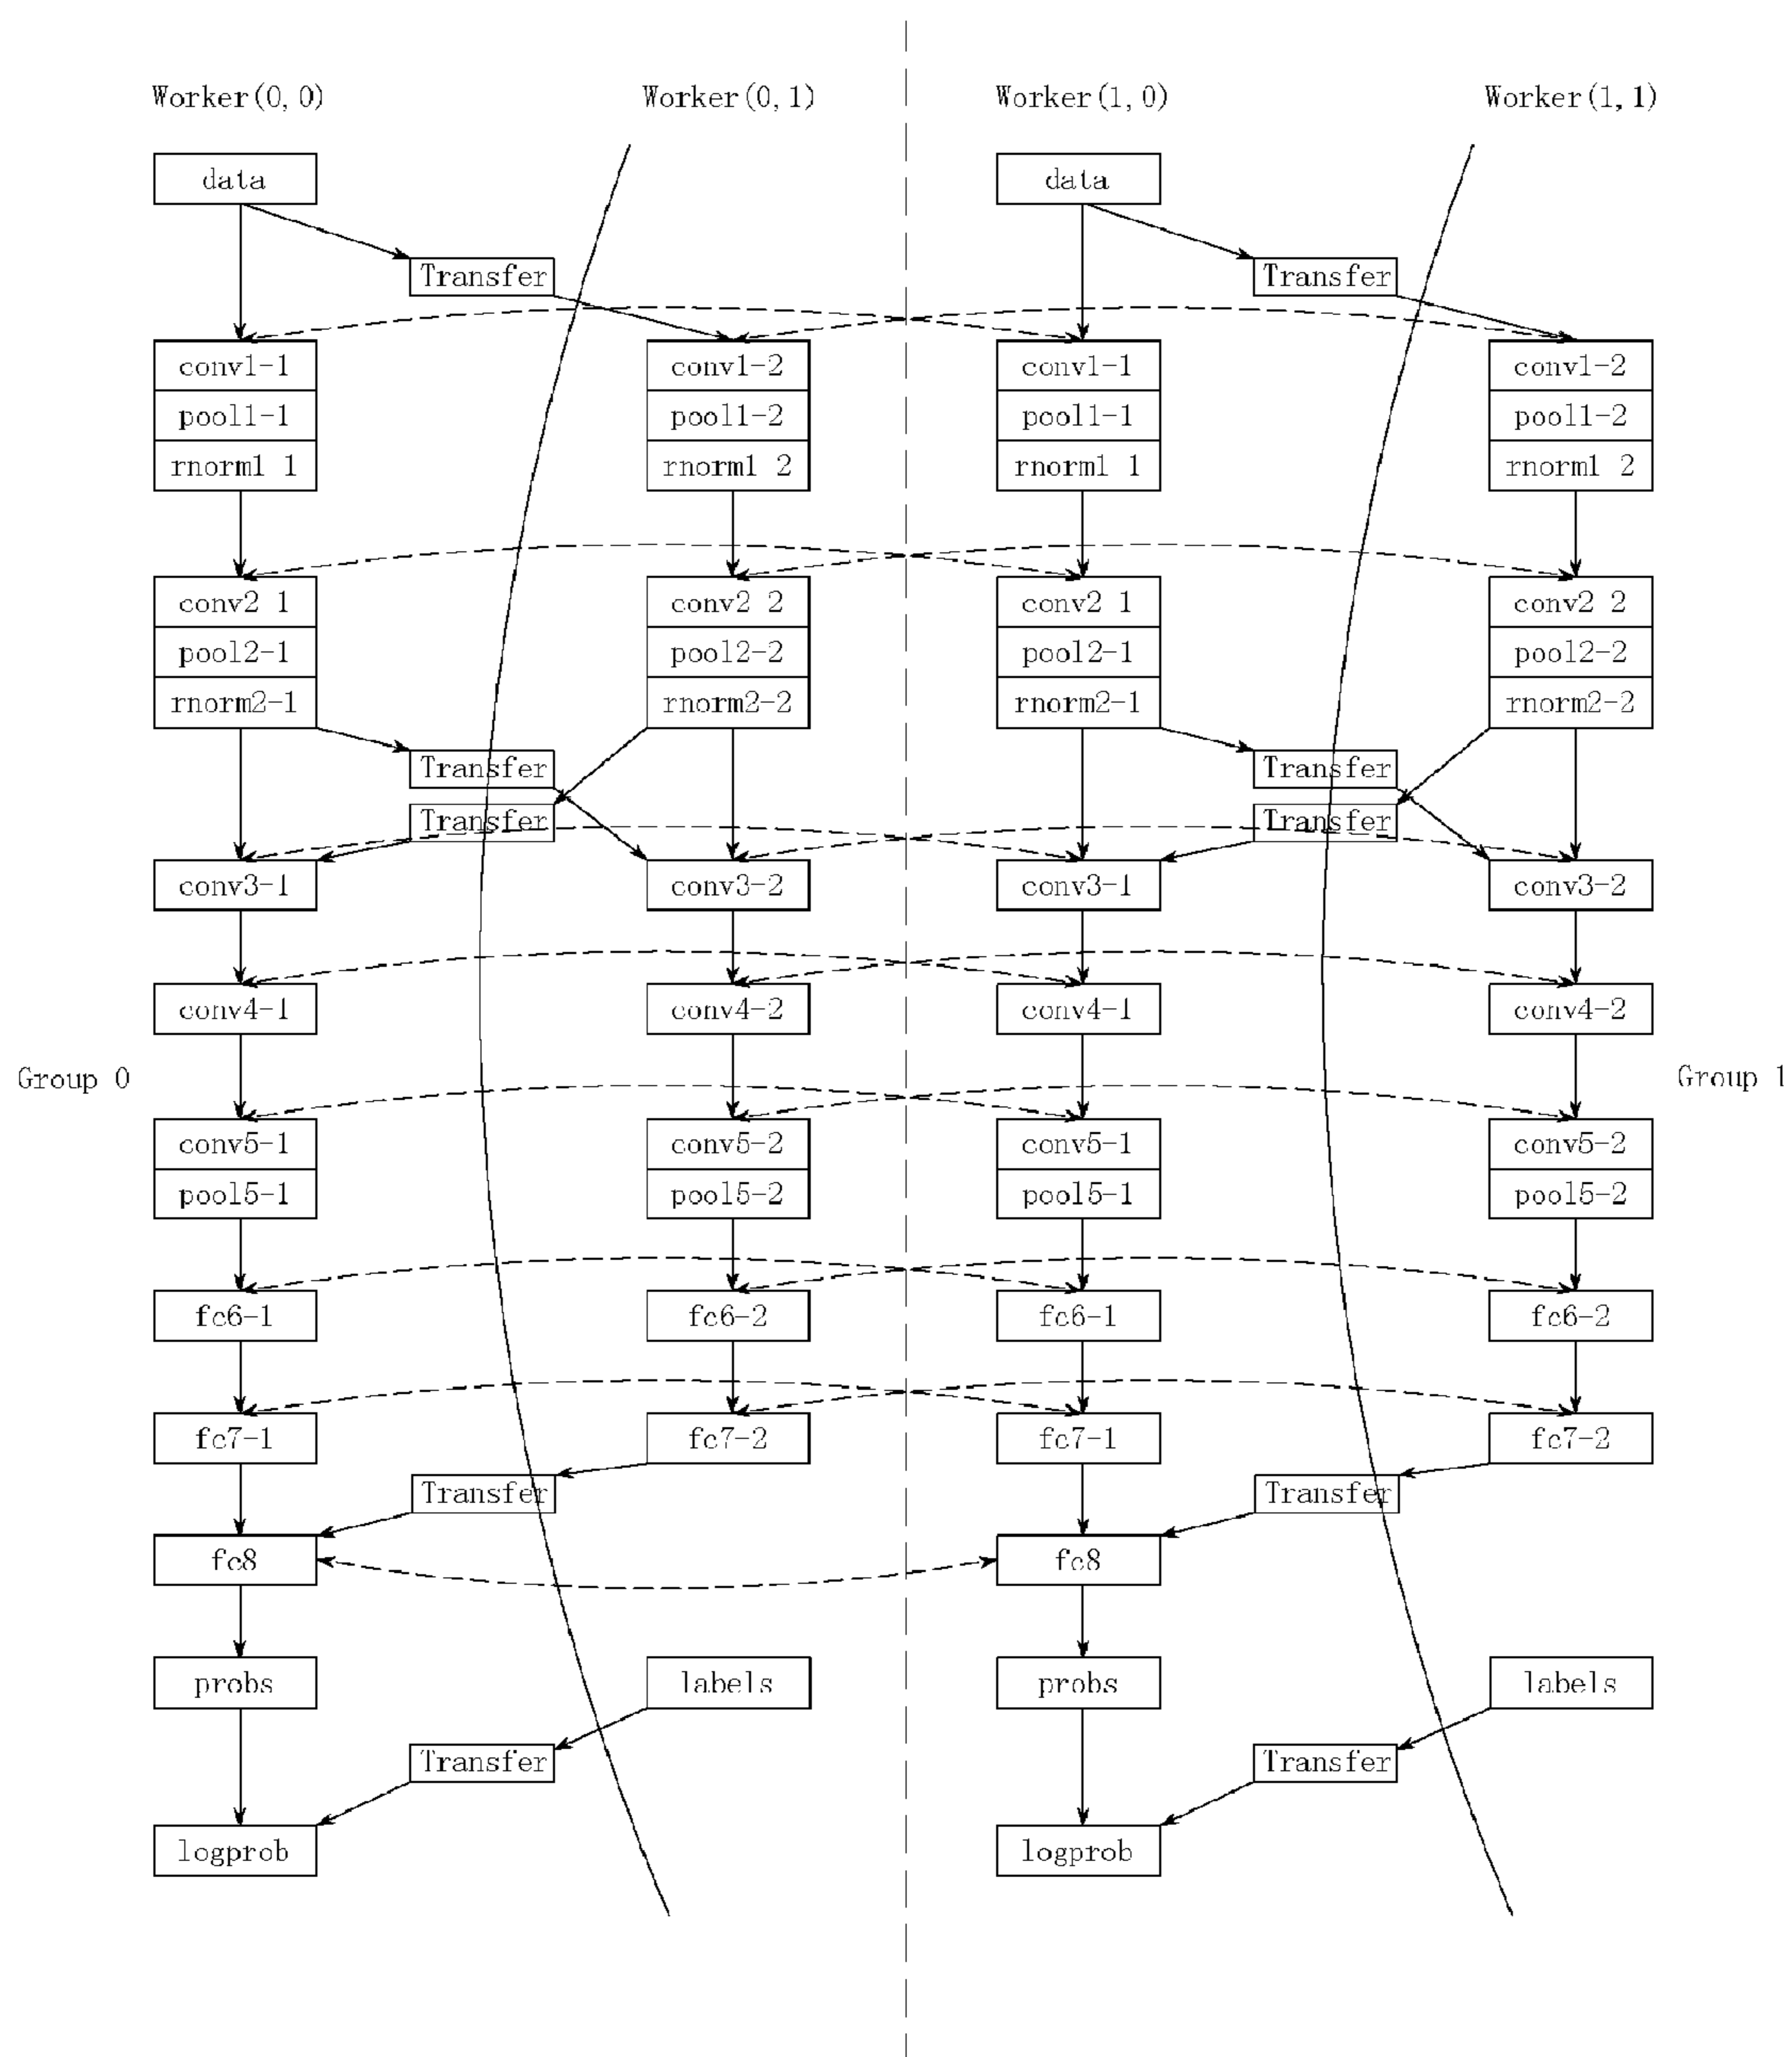 Worker(0,0) Worker(0,1) Worker(1,0) Worker(1,1)
data data
Transfer Transfer
conv1-1 conv1-2 conv1-1 conv1-2
pool1-1 pool1-2 pool1-1 pool1-2
rnorm1 1 rnorm1 2 rnorm1 1 rnorm1 2
conv2 1 conv2 2 conv2 1 conv2 2
pool2-1 pool2-2 pool2-1 pool2-2
rnorm2-1 rnorm2-2 rnorm2-1 rnorm2-2
Transfer Transfer
Transfer Transfer
conv3-1 conv3-2 conv3-1 conv3-2
conv4-1 conv4-2 conv4-1 conv4-2
Group 0 Group 1
conv5-1 conv5-2 conv5-1 conv5-2
pool5-1 pool5-2 pool5-1 pool5-2
fc6-1 fc6-2 fc6-1 fc6-2
fc7-1 fc7-2 fc7-1 fc7-2
Transfer Transfer
fc8 fc8
probs labels probs labels
Transfer Transfer
logprob logprob